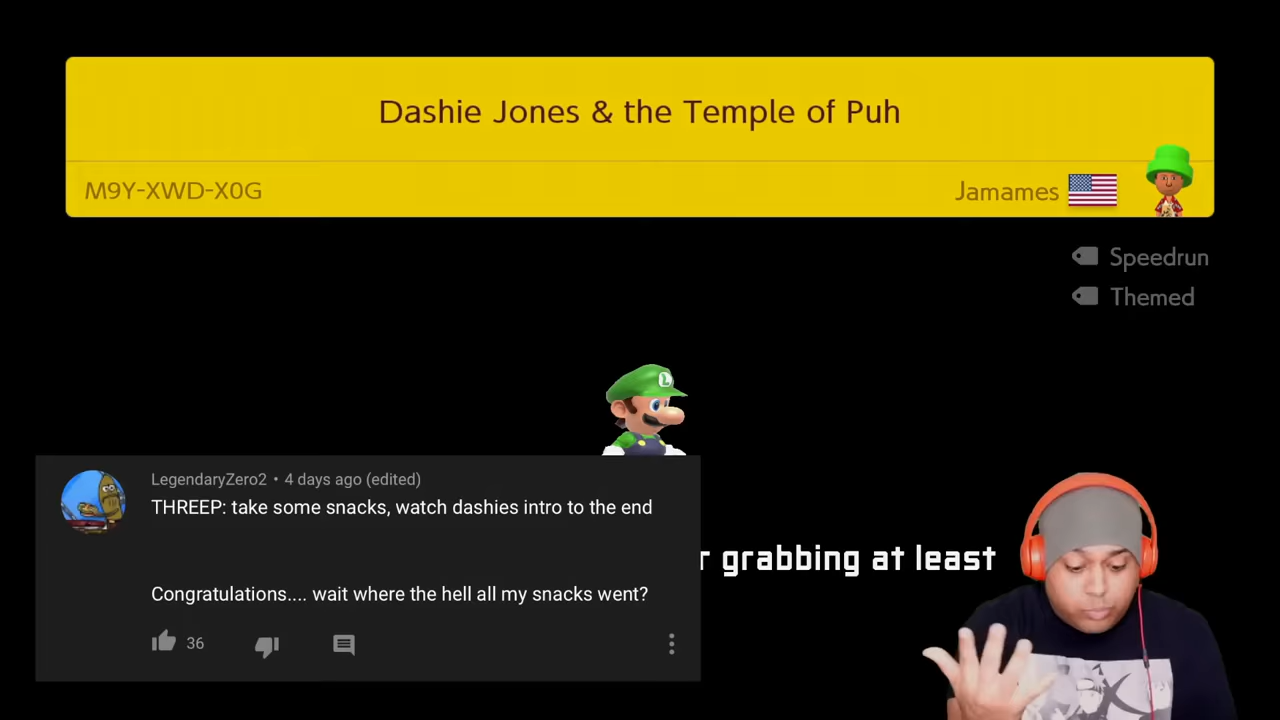 Dashie Jones & the Temple of Puh
M9Y-XWD-X0G
Jamames
Speedrun
Themed
L
LegendaryZero2 • 4 days ago (edited)
THREEP: take some snacks, watch dashies intro to the end
Congratulations.... wait where the hell all my snacks went?
36
r grabbing at least